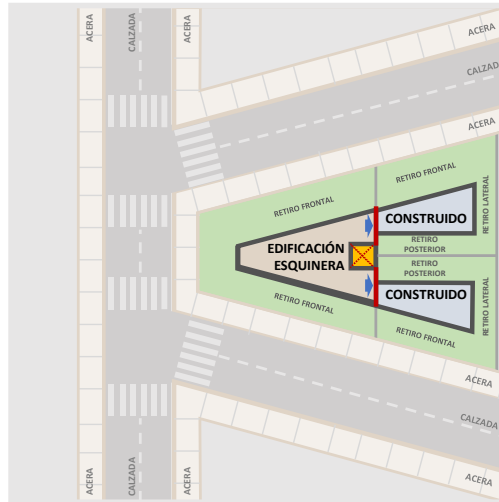 ACERA
CALZADA
ACERA
ACERA
CALZADA
ACERA
RETIRO FRONTAL
RETIRO FRONTAL
RETIRO LATERAL
CONSTRUIDO
EDIFICACIÓN
ESQUINERA
RETIRO
POSTERIOR
RETIRO
POSTERIOR
CONSTRUIDO
RETIRO LATERAL
RETIRO FRONTAL
RETIRO FRONTAL
ACERA
CALZADA
ACERA
ACERA
CALZADA
ACERA